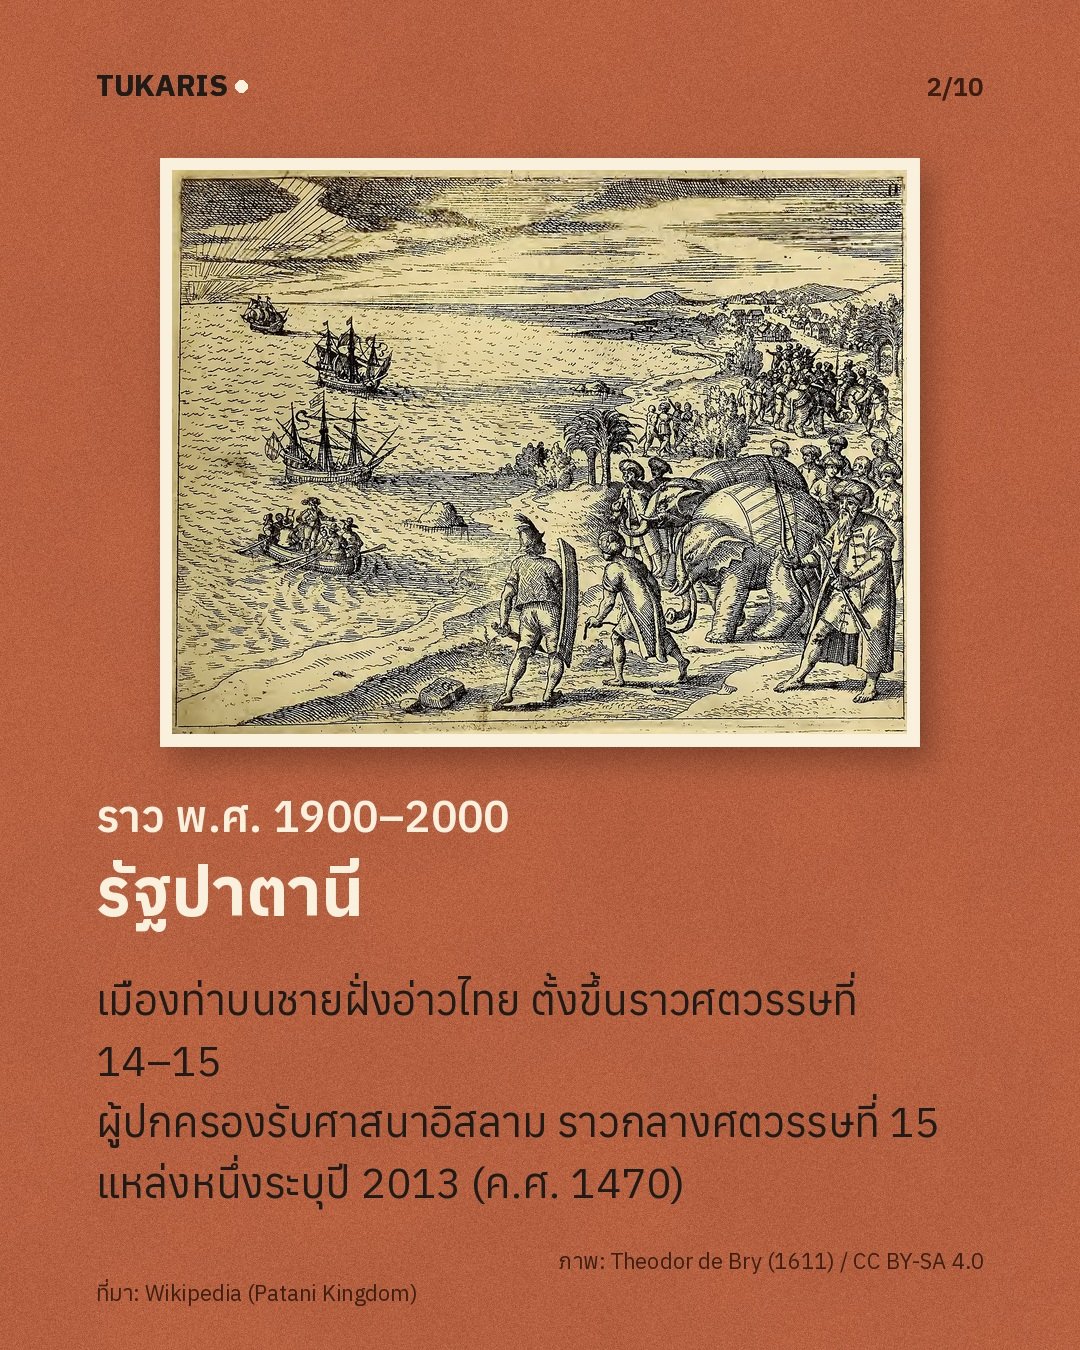 TUKARIS
2/10
ราว พ.ศ. 1900–2000
รัฐปาตานี
เมืองท่าบนชายฝั่งอ่าวไทย ตั้งขึ้นราวศตวรรษที่
14–15
ผู้ปกครองรับศาสนาอิสลาม ราวกลางศตวรรษที่ 15
แหล่งหนึ่งระบุปี 2013 (ค.ศ. 1470)
ภาพ: Theodor de Bry (1611) / CC BY-SA 4.0
ที่มา: Wikipedia (Patani Kingdom)